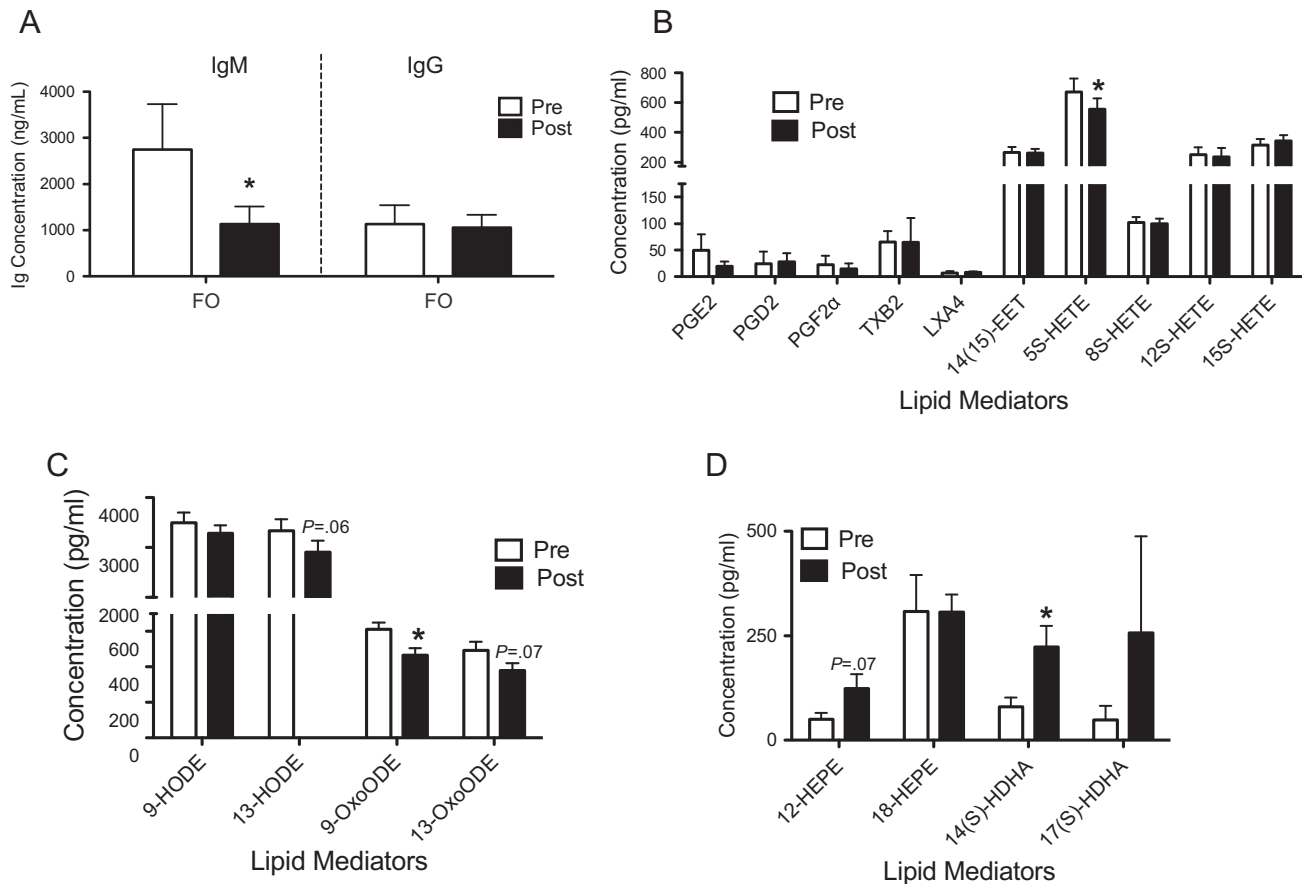 A
IgM
IgG
Ig Concentration (ng/mL)
4000
3000
2000
1000
0
Pre
Post
*
FO
FO
B
Concentration (pg/ml)
800
600
400
200
150
100
50
0
Pre
Post
*
PGE2
PGD2
PGF2α
TXB2
LXA4
14(15)-EET
5S-HETE
8S-HETE
12S-HETE
15S-HETE
Lipid Mediators
C
Concentration (pg/ml)
4000
3000
2000
600
400
200
0
P=.06
Pre
Post
*
P=.07
9-HODE
13-HODE
9-OxoODE
13-OxoODE
Lipid Mediators
D
Concentration (pg/ml)
500
250
0
Pre
Post
P=.07
*
12-HEPE
18-HEPE
14(S)-HDHA
17(S)-HDHA
Lipid Mediators